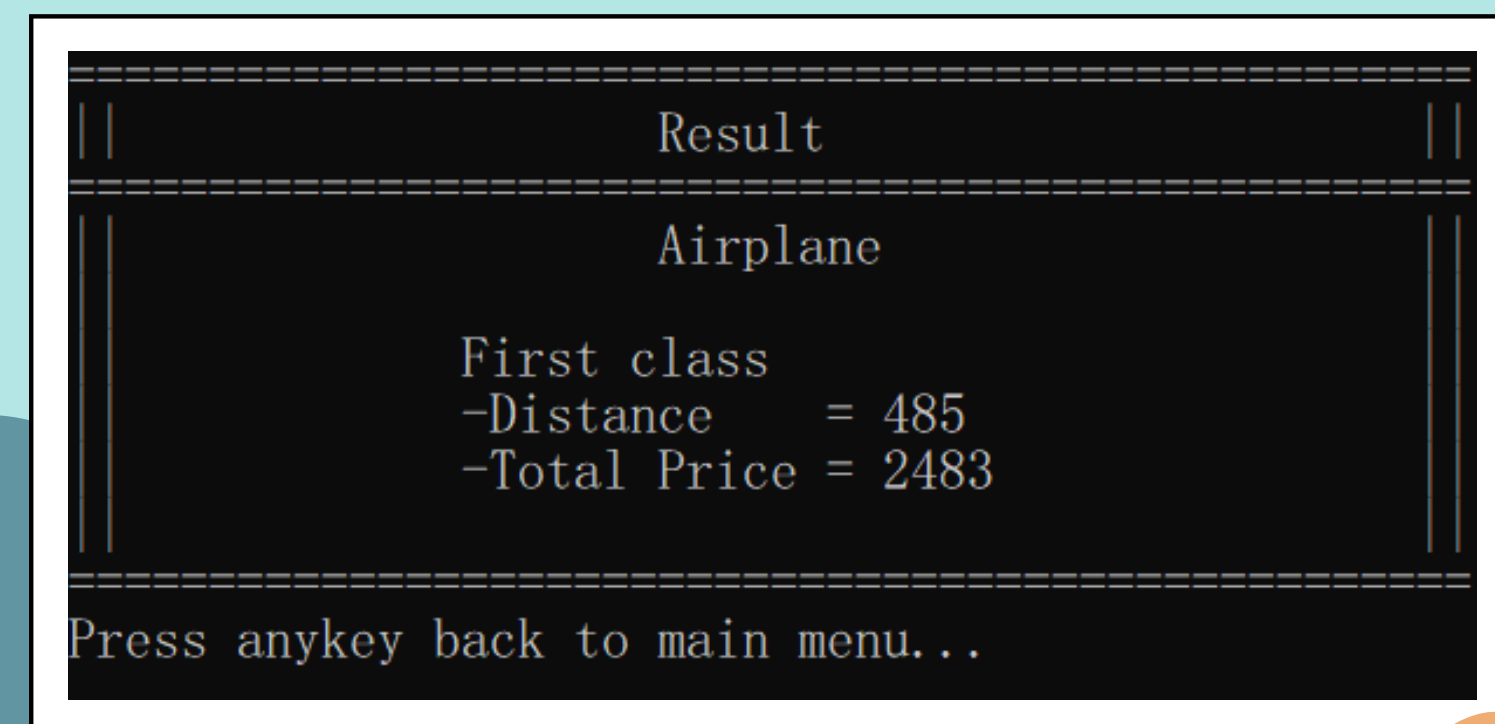 ==================================================
|| Result ||
==================================================
|| Airplane ||
|| ||
|| First class ||
|| -Distance = 485 ||
|| -Total Price = 2483 ||
|| ||
==================================================
Press anykey back to main menu...